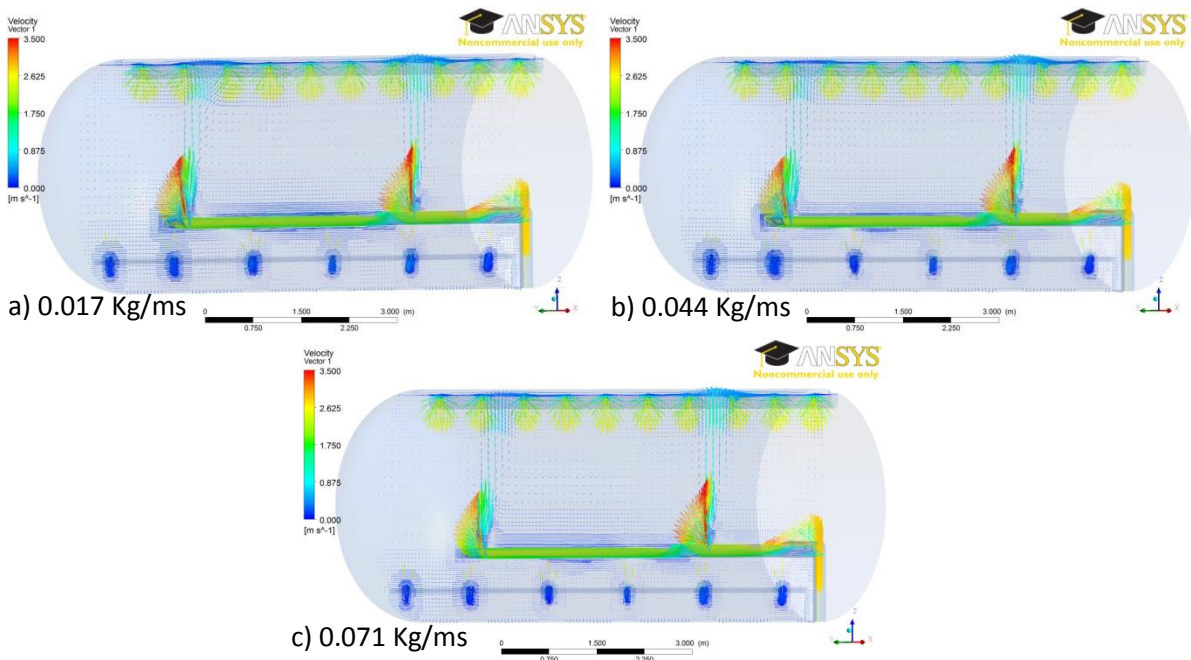 Velocity
Vector 1
3.500
2.625
1.750
0.875
0.000
[m s^-1]
ANSYS
Noncommercial use only
Z
Y
X
a) 0.017 Kg/ms
0
1.500
3.000
(m)
0.750
2.250
Velocity
Vector 1
3.500
2.625
1.750
0.875
0.000
[m s^-1]
ANSYS
Noncommercial use only
Z
Y
X
b) 0.044 Kg/ms
0
1.500
3.000
(m)
0.750
2.250
Velocity
Vector 1
3.500
2.625
1.750
0.875
0.000
[m s^-1]
ANSYS
Noncommercial use only
Z
Y
X
c) 0.071 Kg/ms
0
1.500
3.000
(m)
0.750
2.250